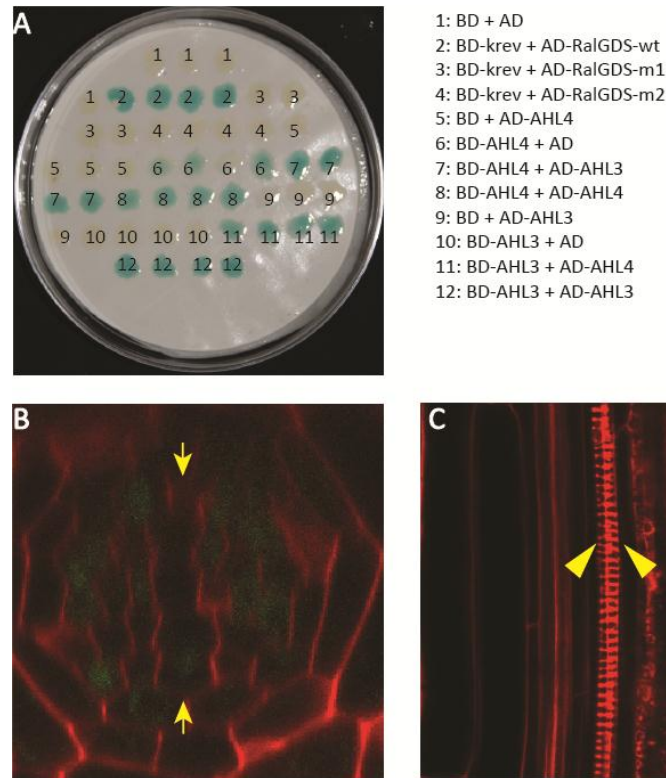 A
1 1 1
1 2 2 2 2 3 3
3 3 4 4 4 4 5
5 5 5 6 6 6 6 7 7
7 7 8 8 8 8 9 9 9
9 10 10 10 10 11 11 11 11
12 12 12 12
1: BD + AD
2: BD-krev + AD-RalGDS-wt
3: BD-krev + AD-RalGDS-m1
4: BD-krev + AD-RalGDS-m2
5: BD + AD-AHL4
6: BD-AHL4 + AD
7: BD-AHL4 + AD-AHL3
8: BD-AHL4 + AD-AHL4
9: BD + AD-AHL3
10: BD-AHL3 + AD
11: BD-AHL3 + AD-AHL4
12: BD-AHL3 + AD-AHL3
B
C